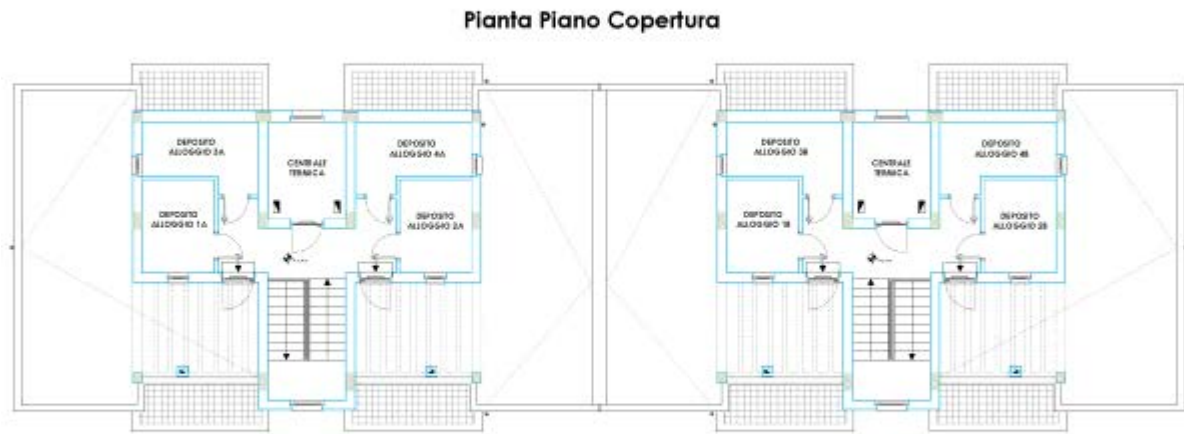 Pianta Piano Copertura
DEPOSITO
ALLOGGIO 3A
CENTRALE
TERMICA
DEPOSITO
ALLOGGIO 4A
DEPOSITO
ALLOGGIO 1A
DEPOSITO
ALLOGGIO 2A
DEPOSITO
ALLOGGIO 3B
CENTRALE
TERMICA
DEPOSITO
ALLOGGIO 4B
DEPOSITO
ALLOGGIO 1B
DEPOSITO
ALLOGGIO 2B